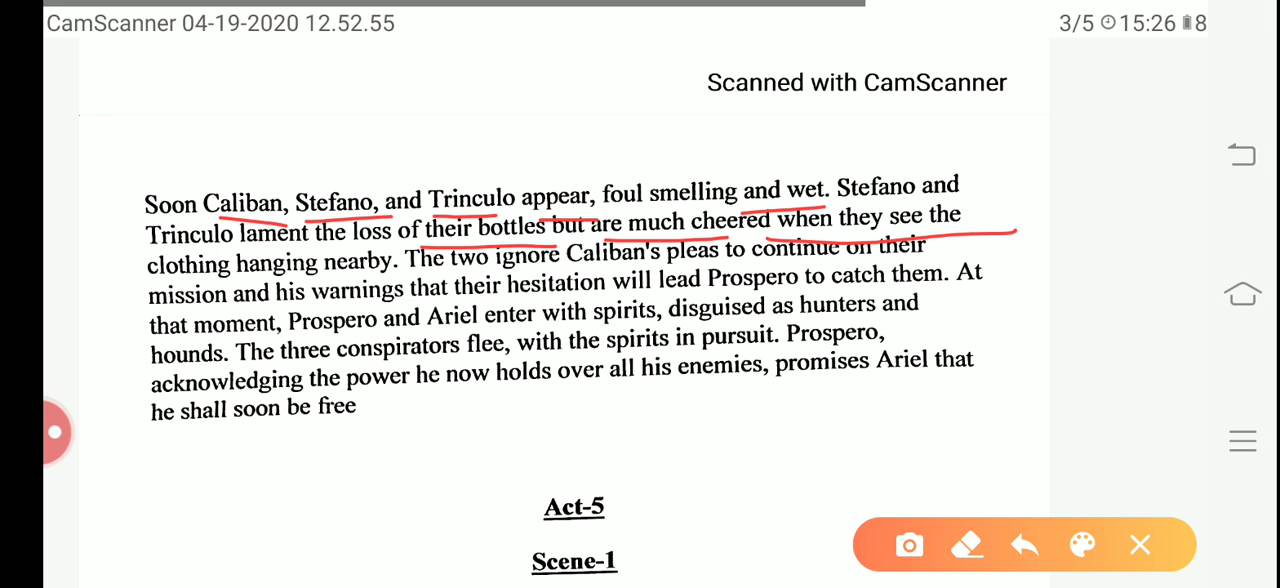 CamScanner 04-19-2020 12.52.55
3/5 15:26 8
Scanned with CamScanner
Soon Caliban, Stefano, and Trinculo appear, foul smelling and wet. Stefano and
Trinculo lament the loss of their bottles but are much cheered when they see the
clothing hanging nearby. The two ignore Caliban's pleas to continue on their
mission and his warnings that their hesitation will lead Prospero to catch them. At
that moment, Prospero and Ariel enter with spirits, disguised as hunters and
hounds. The three conspirators flee, with the spirits in pursuit. Prospero,
acknowledging the power he now holds over all his enemies, promises Ariel that
he shall soon be free
Act-5
Scene-1